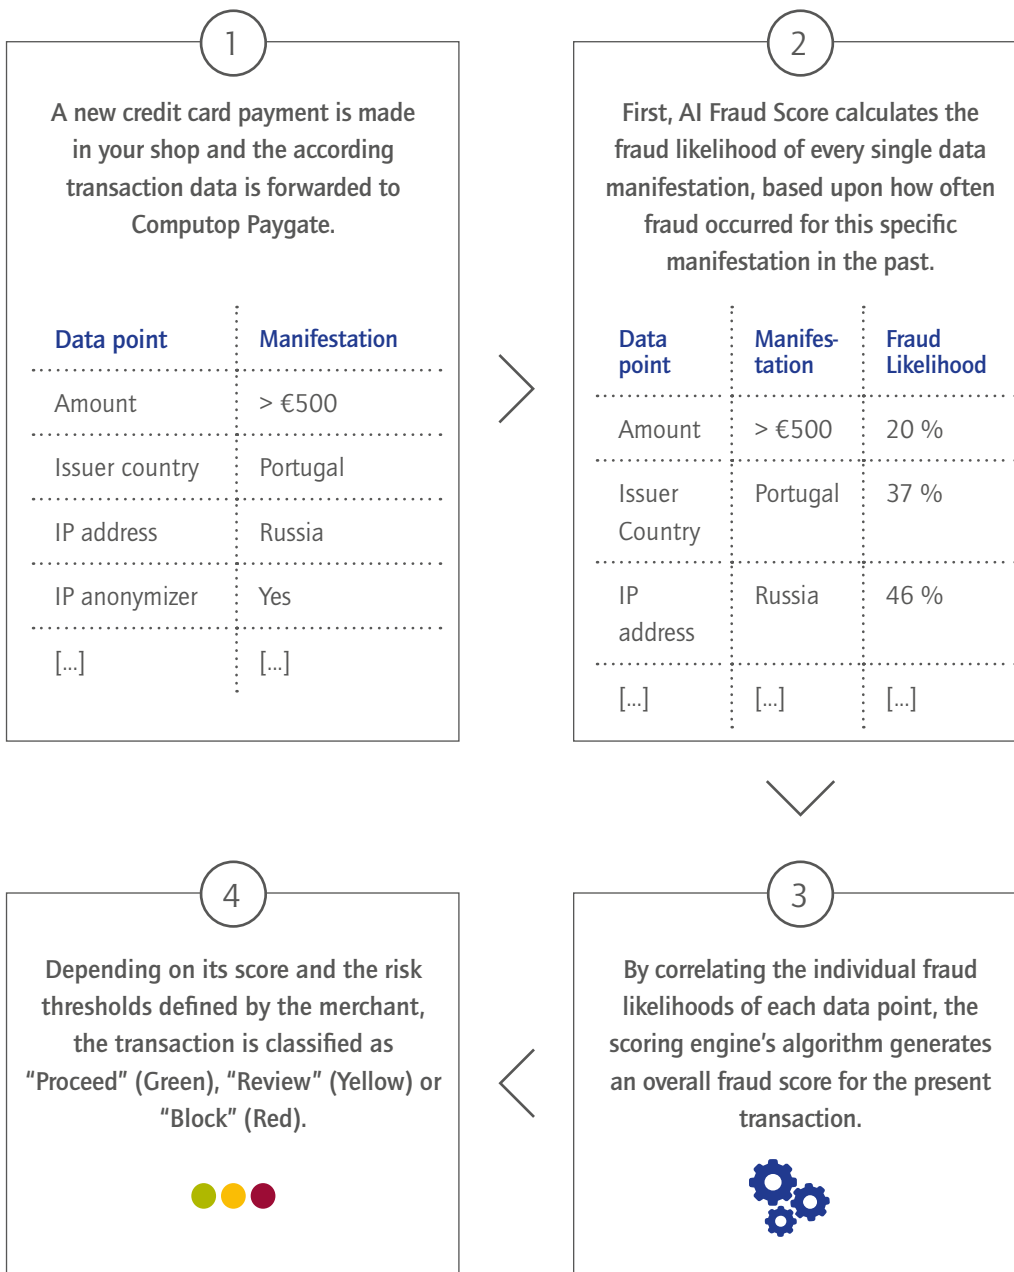 1
A new credit card payment is made
in your shop and the according
transaction data is forwarded to
Computop Paygate.
Data point Manifestation
Amount > €500
Issuer country Portugal
IP address Russia
IP anonymizer Yes
[...] [...]
2
First, AI Fraud Score calculates the
fraud likelihood of every single data
manifestation, based upon how often
fraud occurred for this specific
manifestation in the past.
Data Manifes- Fraud
point tation Likelihood
Amount > €500 20 %
Issuer Portugal 37 %
Country
IP Russia 46 %
address
[...] [...] [...]
3
By correlating the individual fraud
likelihoods of each data point, the
scoring engine’s algorithm generates
an overall fraud score for the present
transaction.
4
Depending on its score and the risk
thresholds defined by the merchant,
the transaction is classified as
“Proceed” (Green), “Review” (Yellow) or
“Block” (Red).